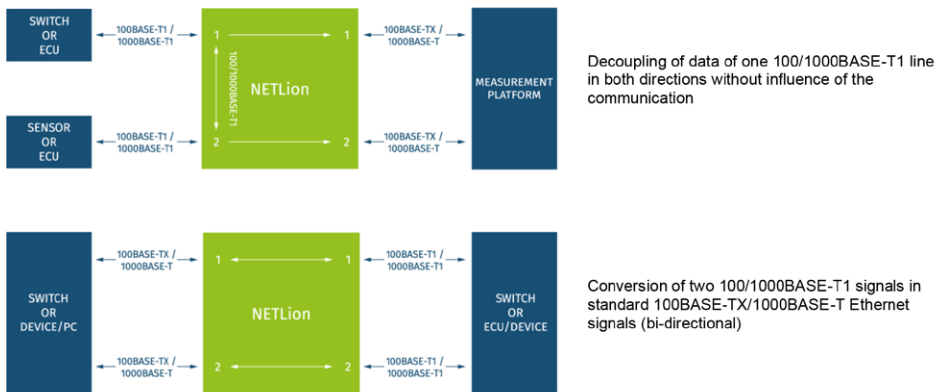 SWITCH
OR
ECU
100BASE-T1 /
1000BASE-T1
1
1
100BASE-TX /
1000BASE-T
100/1000BASE-T1
NETLion
MEASUREMENT
PLATFORM
SENSOR
OR
ECU
100BASE-T1 /
1000BASE-T1
2
2
100BASE-TX /
1000BASE-T
Decoupling of data of one 100/1000BASE-T1 line
in both directions without influence of the
communication
100BASE-TX /
1000BASE-T
1
1
100BASE-T1 /
1000BASE-T1
SWITCH
OR
DEVICE/PC
NETLion
SWITCH
OR
ECU/DEVICE
100BASE-TX /
1000BASE-T
2
2
100BASE-T1 /
1000BASE-T1
Conversion of two 100/1000BASE-T1 signals in
standard 100BASE-TX/1000BASE-T Ethernet
signals (bi-directional)